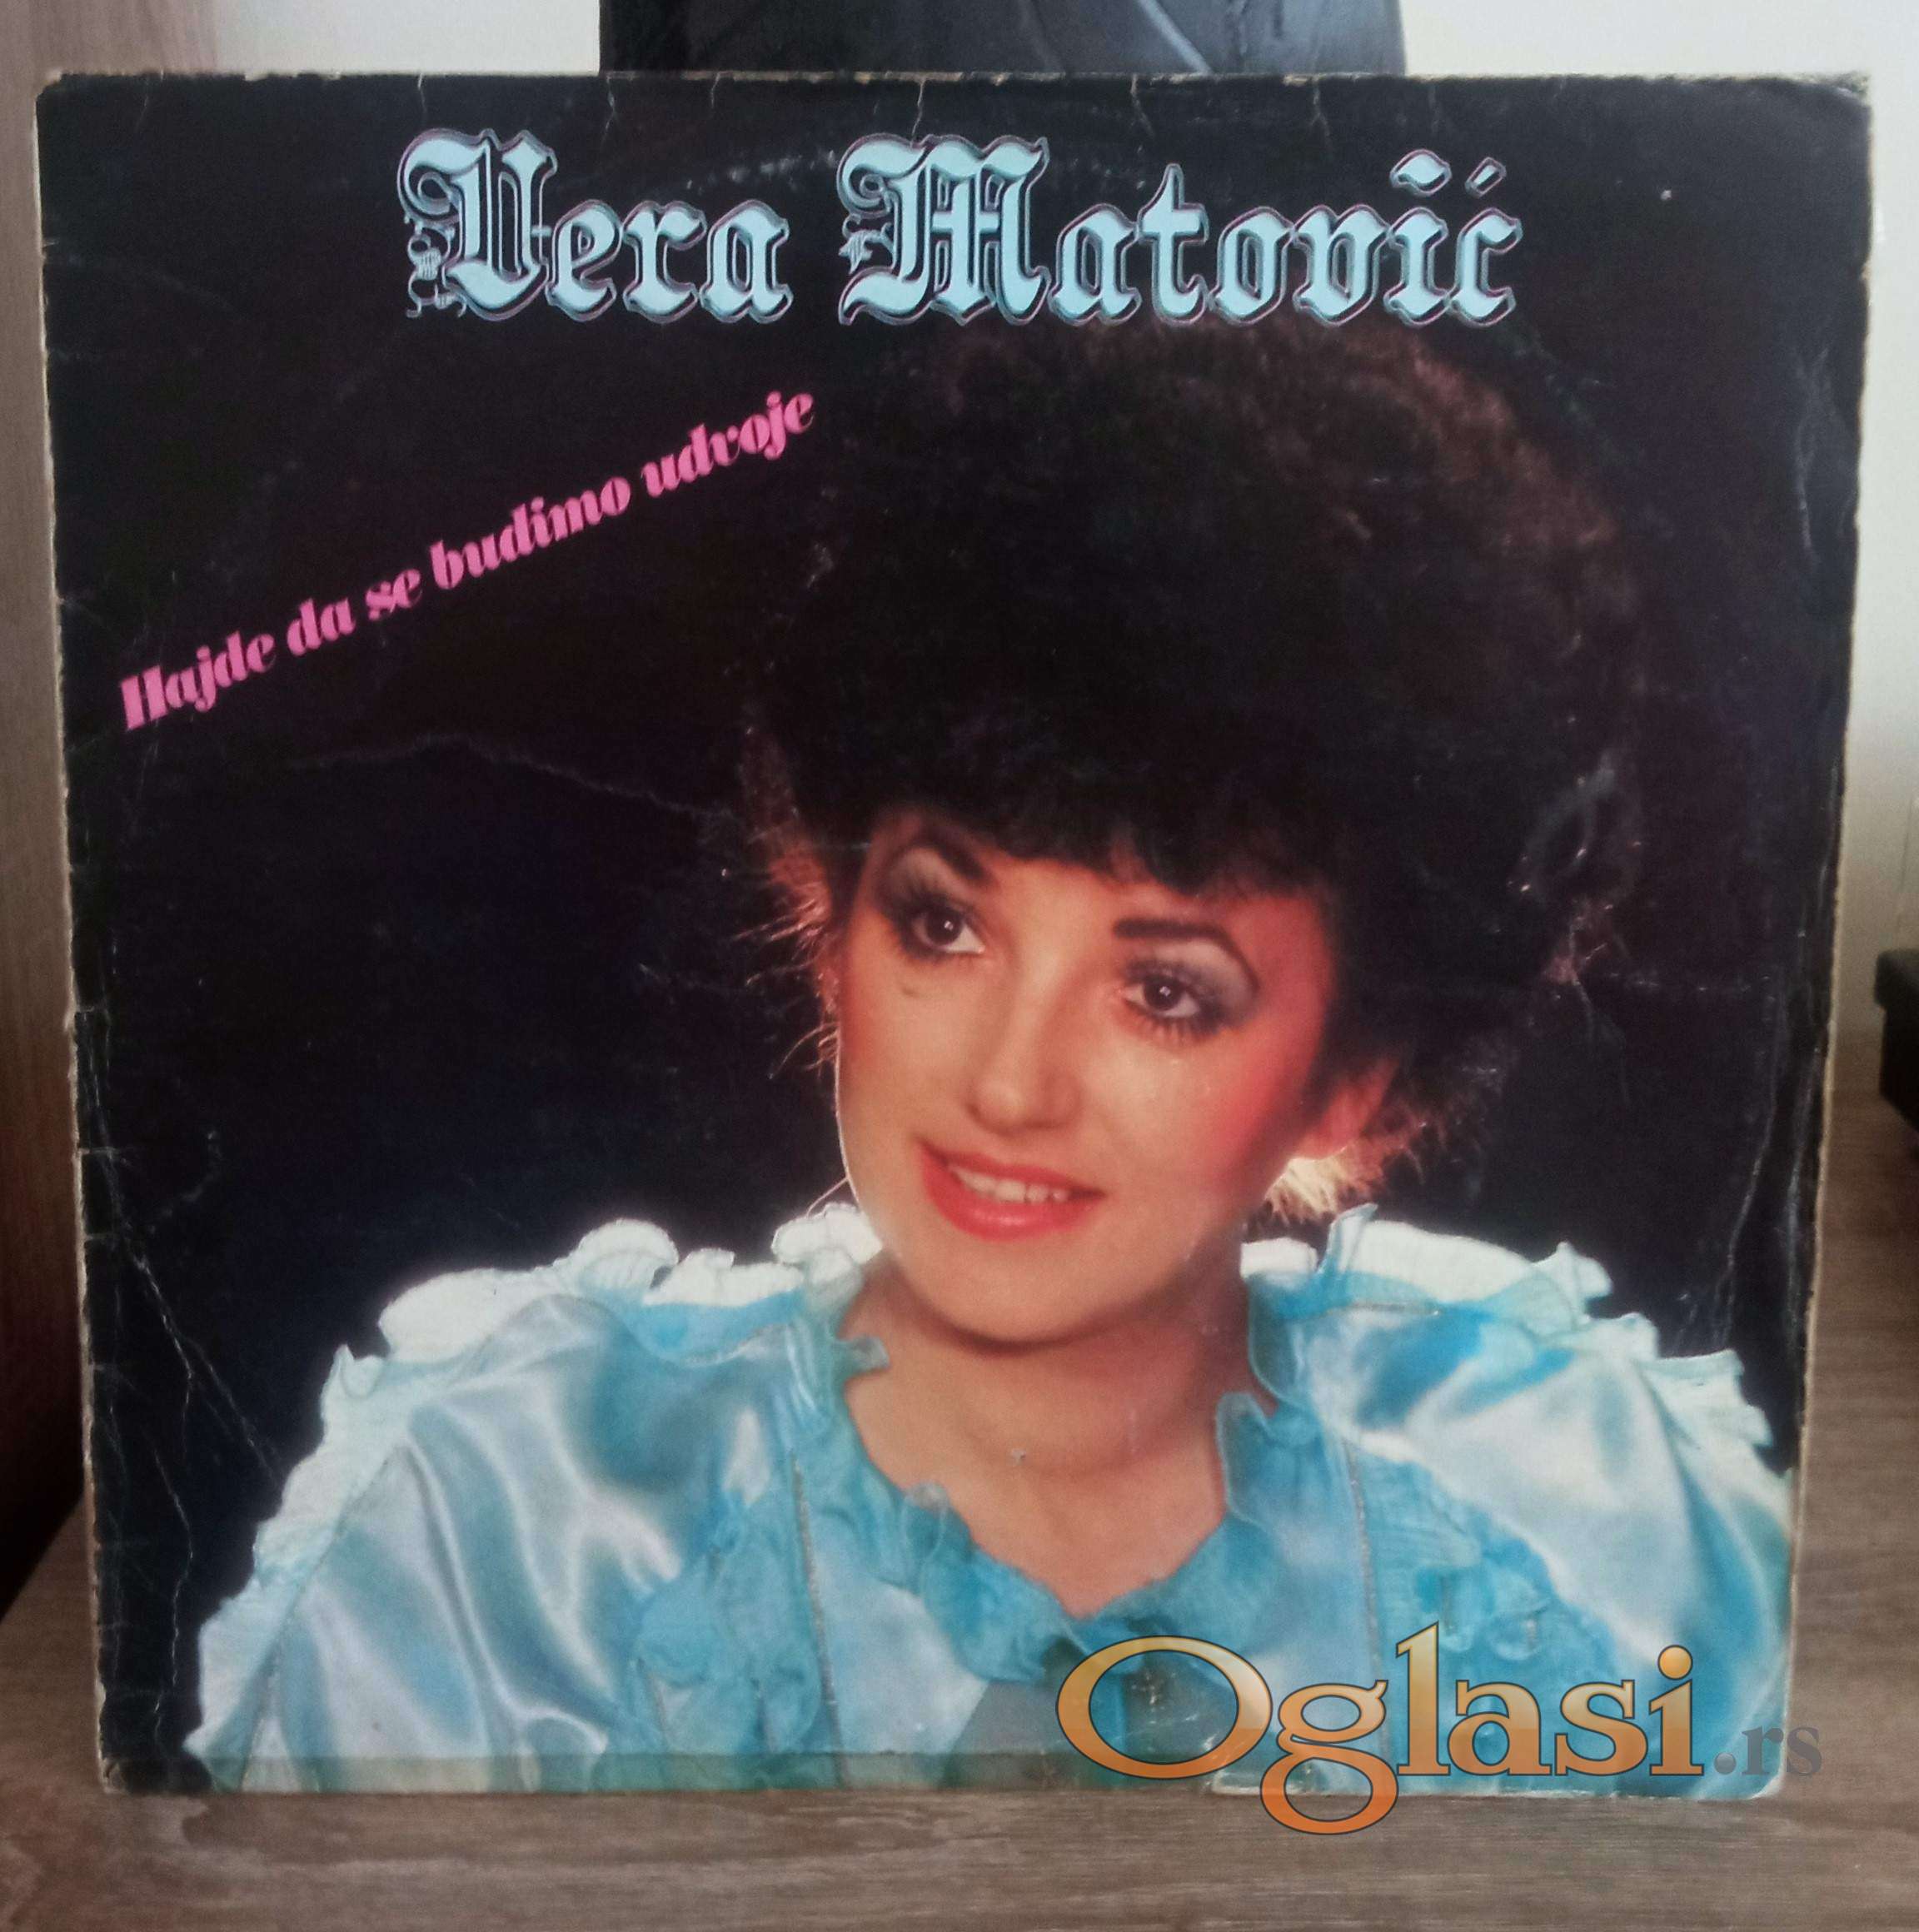 Vera Matović
Hajde da se budimo udvoje
Oglasi.rs